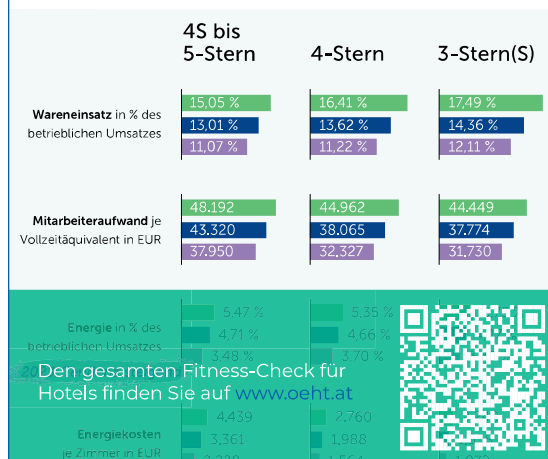 4S bis
5-Stern 4-Stern 3-Stern(S)
Wareneinsatz in % des
betrieblichen Umsatzes
15,05 % 16,41 % 17,49 %
13,01 % 13,62 % 14,36 %
11,07 % 11,22 % 12,11 %
Mitarbeiteraufwand je
Vollzeitäquivalent in EUR
48.192 44.962 44.449
43.320 38.065 37.774
37.950 32.327 31.730
Energie in % des
betrieblichen Umsatzes
5,47 % 5,35 %
4,71 % 4,66 %
3,48 % 3,70 %
Den gesamten Fitness-Check für
Hotels finden Sie auf www.oeht.at
Energiekosten
je Zimmer in EUR
4,439 2.760
3,361 1,988